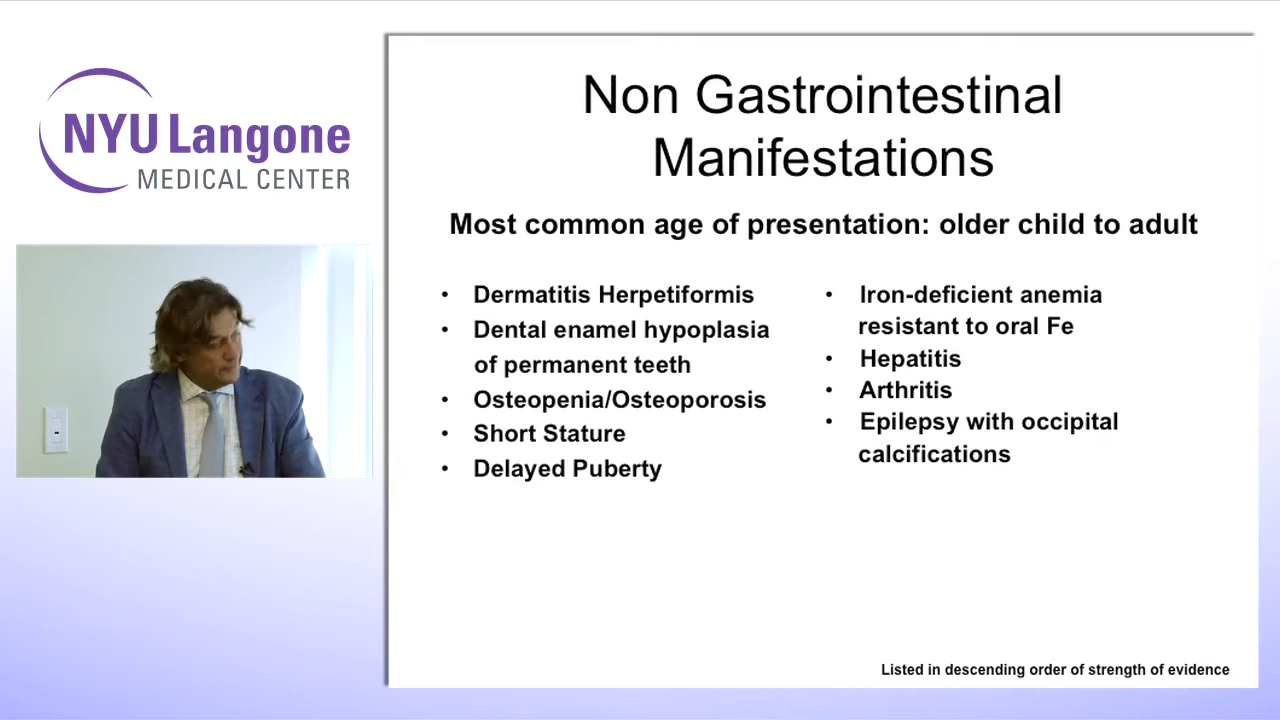 NYU Langone
MEDICAL CENTER
Non Gastrointestinal
Manifestations
Most common age of presentation: older child to adult
• Dermatitis Herpetiformis
• Dental enamel hypoplasia
of permanent teeth
• Osteopenia/Osteoporosis
• Short Stature
• Delayed Puberty
• Iron-deficient anemia
resistant to oral Fe
• Hepatitis
• Arthritis
• Epilepsy with occipital
calcifications
Listed in descending order of strength of evidence